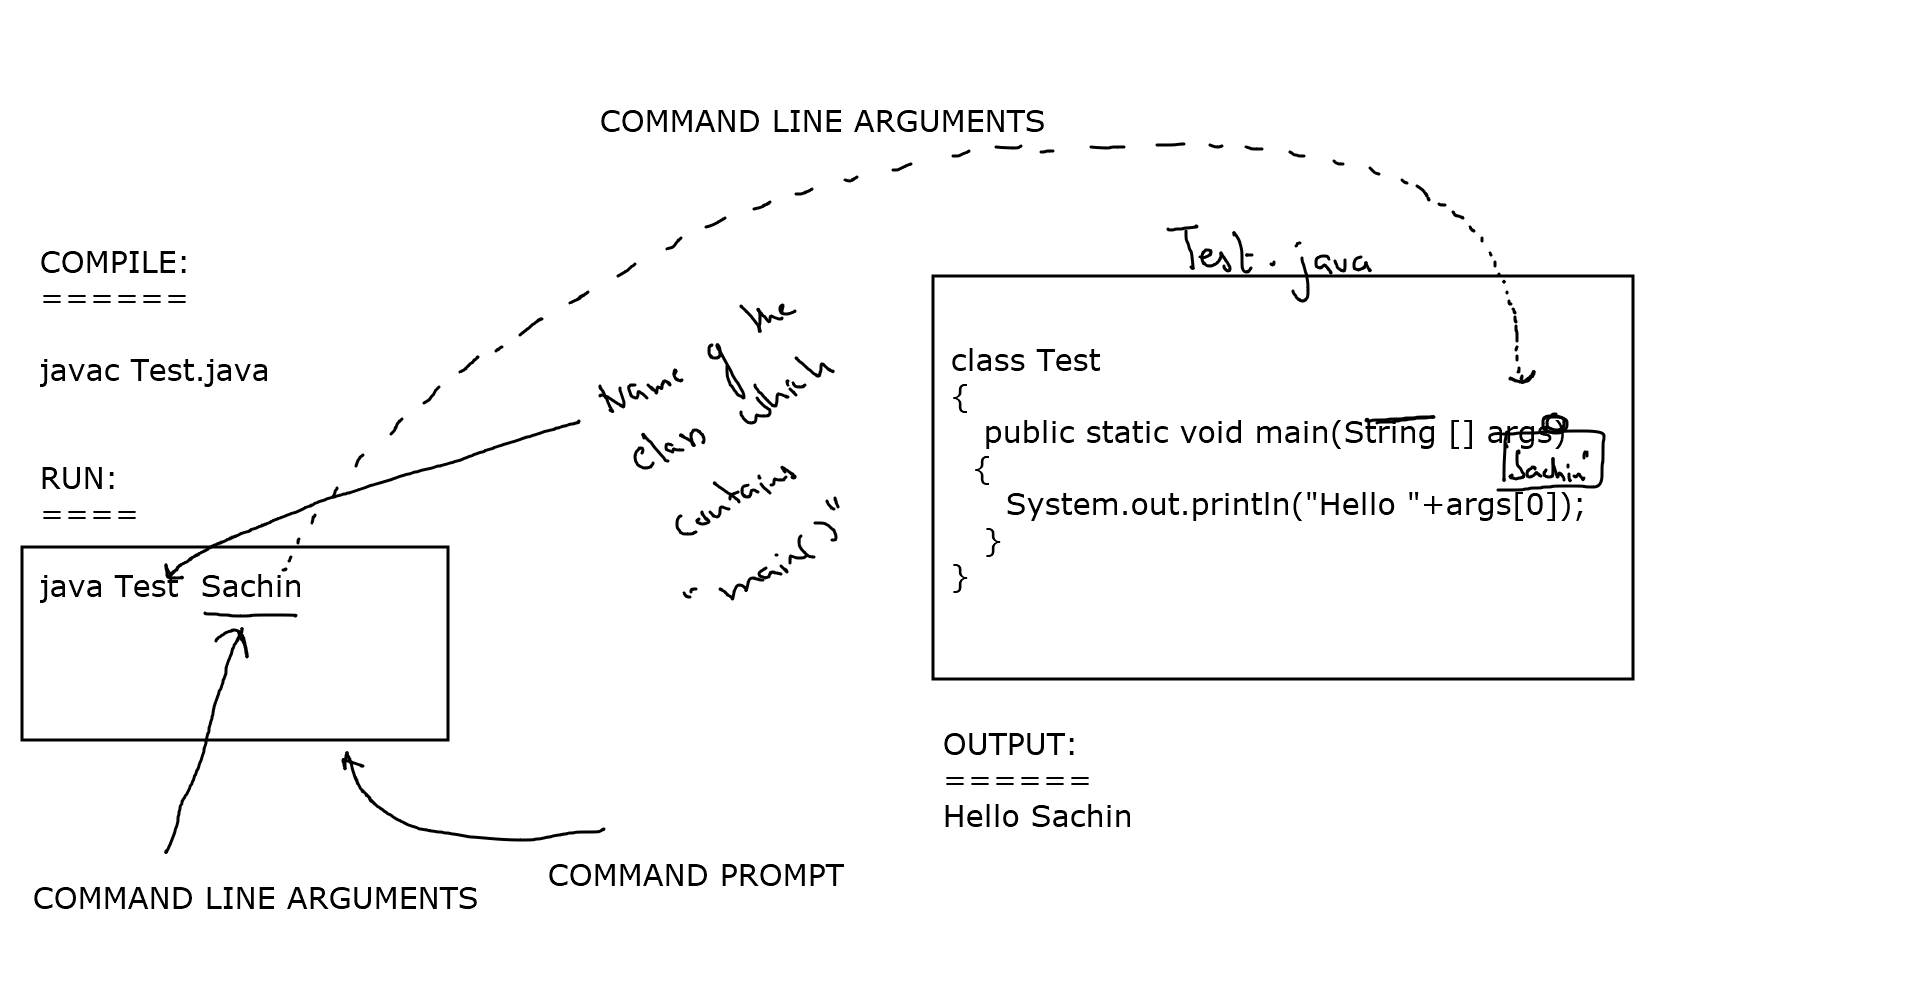 COMMAND LINE ARGUMENTS
COMPILE:
======
javac Test.java
RUN:
====
java Test  Sachin
COMMAND LINE ARGUMENTS
COMMAND PROMPT
Name of the
class which
contains
"main()"
Test.java
class Test
{
public static void main(String [] args)
0
"Sachin"
{
System.out.println("Hello "+args[0]);
}
}
OUTPUT:
======
Hello Sachin